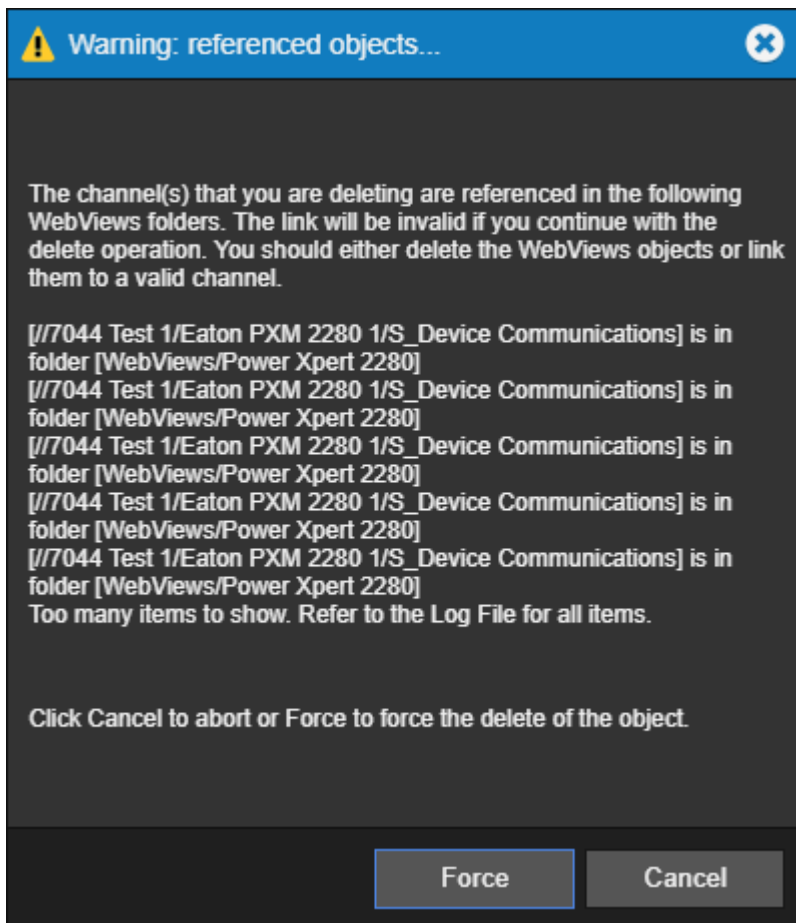 Warning: referenced objects...
The channel(s) that you are deleting are referenced in the following
WebViews folders. The link will be invalid if you continue with the
delete operation. You should either delete the WebViews objects or link
them to a valid channel.
[//7044 Test 1/Eaton PXM 2280 1/S_Device Communications] is in
folder [WebViews/Power Xpert 2280]
[//7044 Test 1/Eaton PXM 2280 1/S_Device Communications] is in
folder [WebViews/Power Xpert 2280]
[//7044 Test 1/Eaton PXM 2280 1/S_Device Communications] is in
folder [WebViews/Power Xpert 2280]
[//7044 Test 1/Eaton PXM 2280 1/S_Device Communications] is in
folder [WebViews/Power Xpert 2280]
[//7044 Test 1/Eaton PXM 2280 1/S_Device Communications] is in
folder [WebViews/Power Xpert 2280]
Too many items to show. Refer to the Log File for all items.
Click Cancel to abort or Force to force the delete of the object.
Force
Cancel